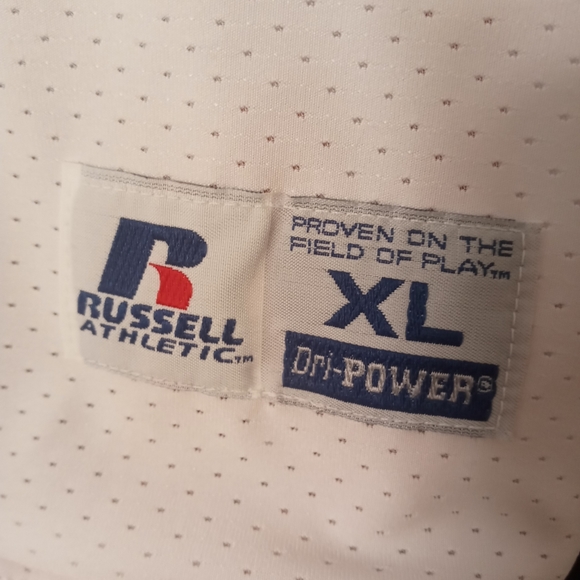 R
RUSSELL
ATHLETIC™
PROVEN ON THE
FIELD OF PLAY™
XL
Dri-POWER®